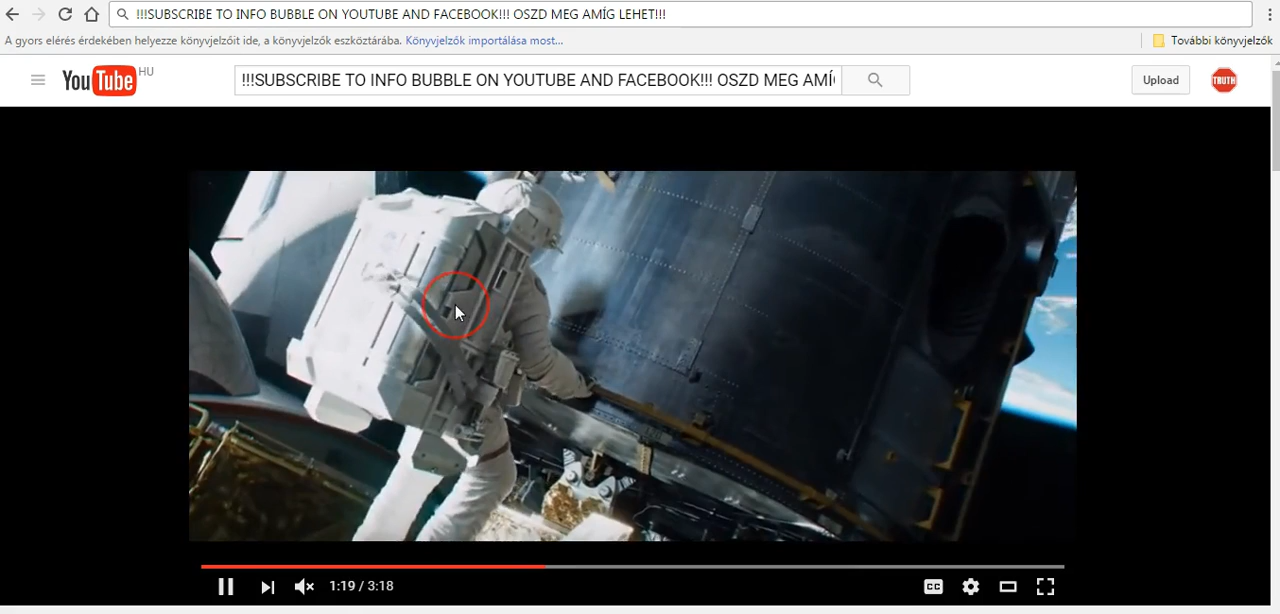 !!!SUBSCRIBE TO INFO BUBBLE ON YOUTUBE AND FACEBOOK!!! OSZD MEG AMÍG LEHET!!!
A gyors elérés érdekében helyezze könyvjelzőit ide, a könyvjelzők eszköztárába. Könyvjelzők importálása most... További könyvjelzők
YouTube HU !!!SUBSCRIBE TO INFO BUBBLE ON YOUTUBE AND FACEBOOK!!! OSZD MEG AMÍG Upload TRUTH
1:19 / 3:18 CC